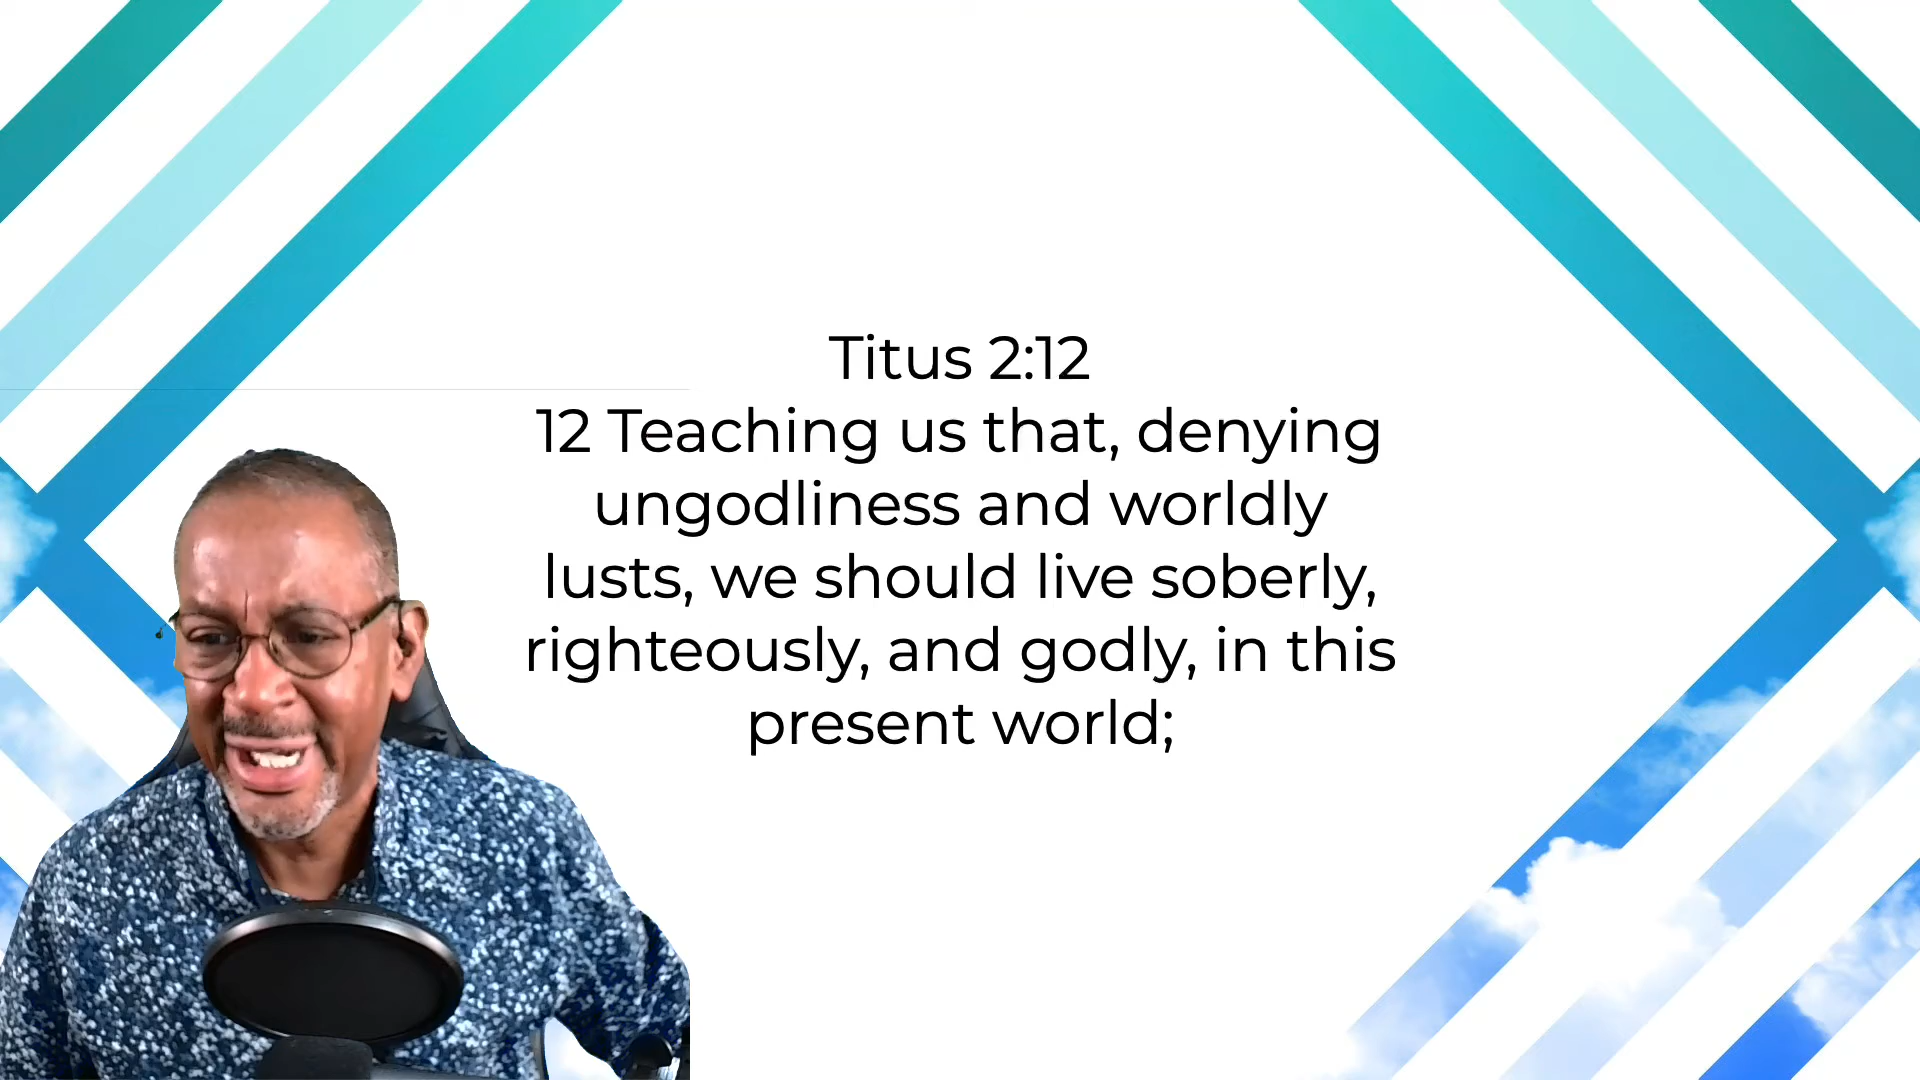 Titus 2:12
12 Teaching us that, denying
ungodliness and worldly
lusts, we should live soberly,
righteously, and godly, in this
present world;